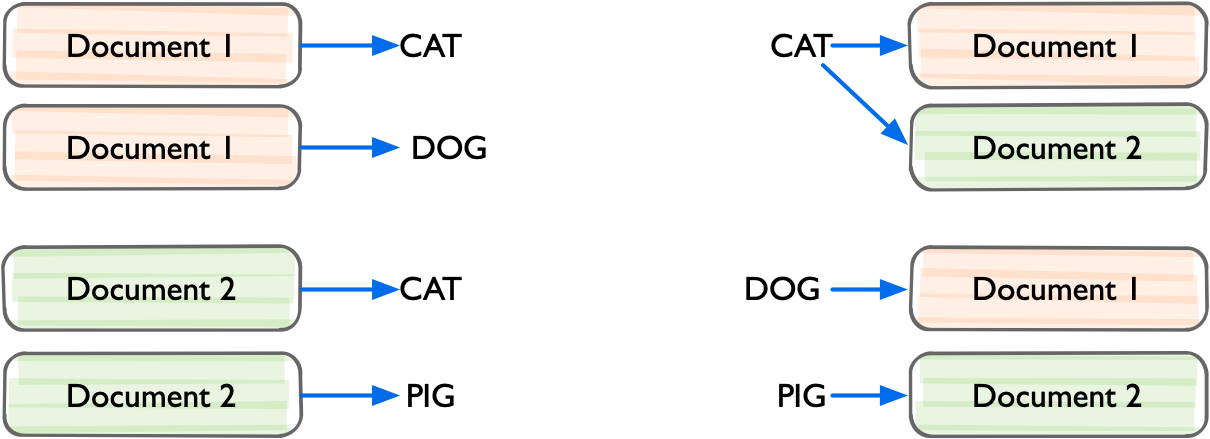 Document 1 CAT CAT Document 1
Document 1 DOG Document 2
Document 2 CAT DOG Document 1
Document 2 PIG PIG Document 2